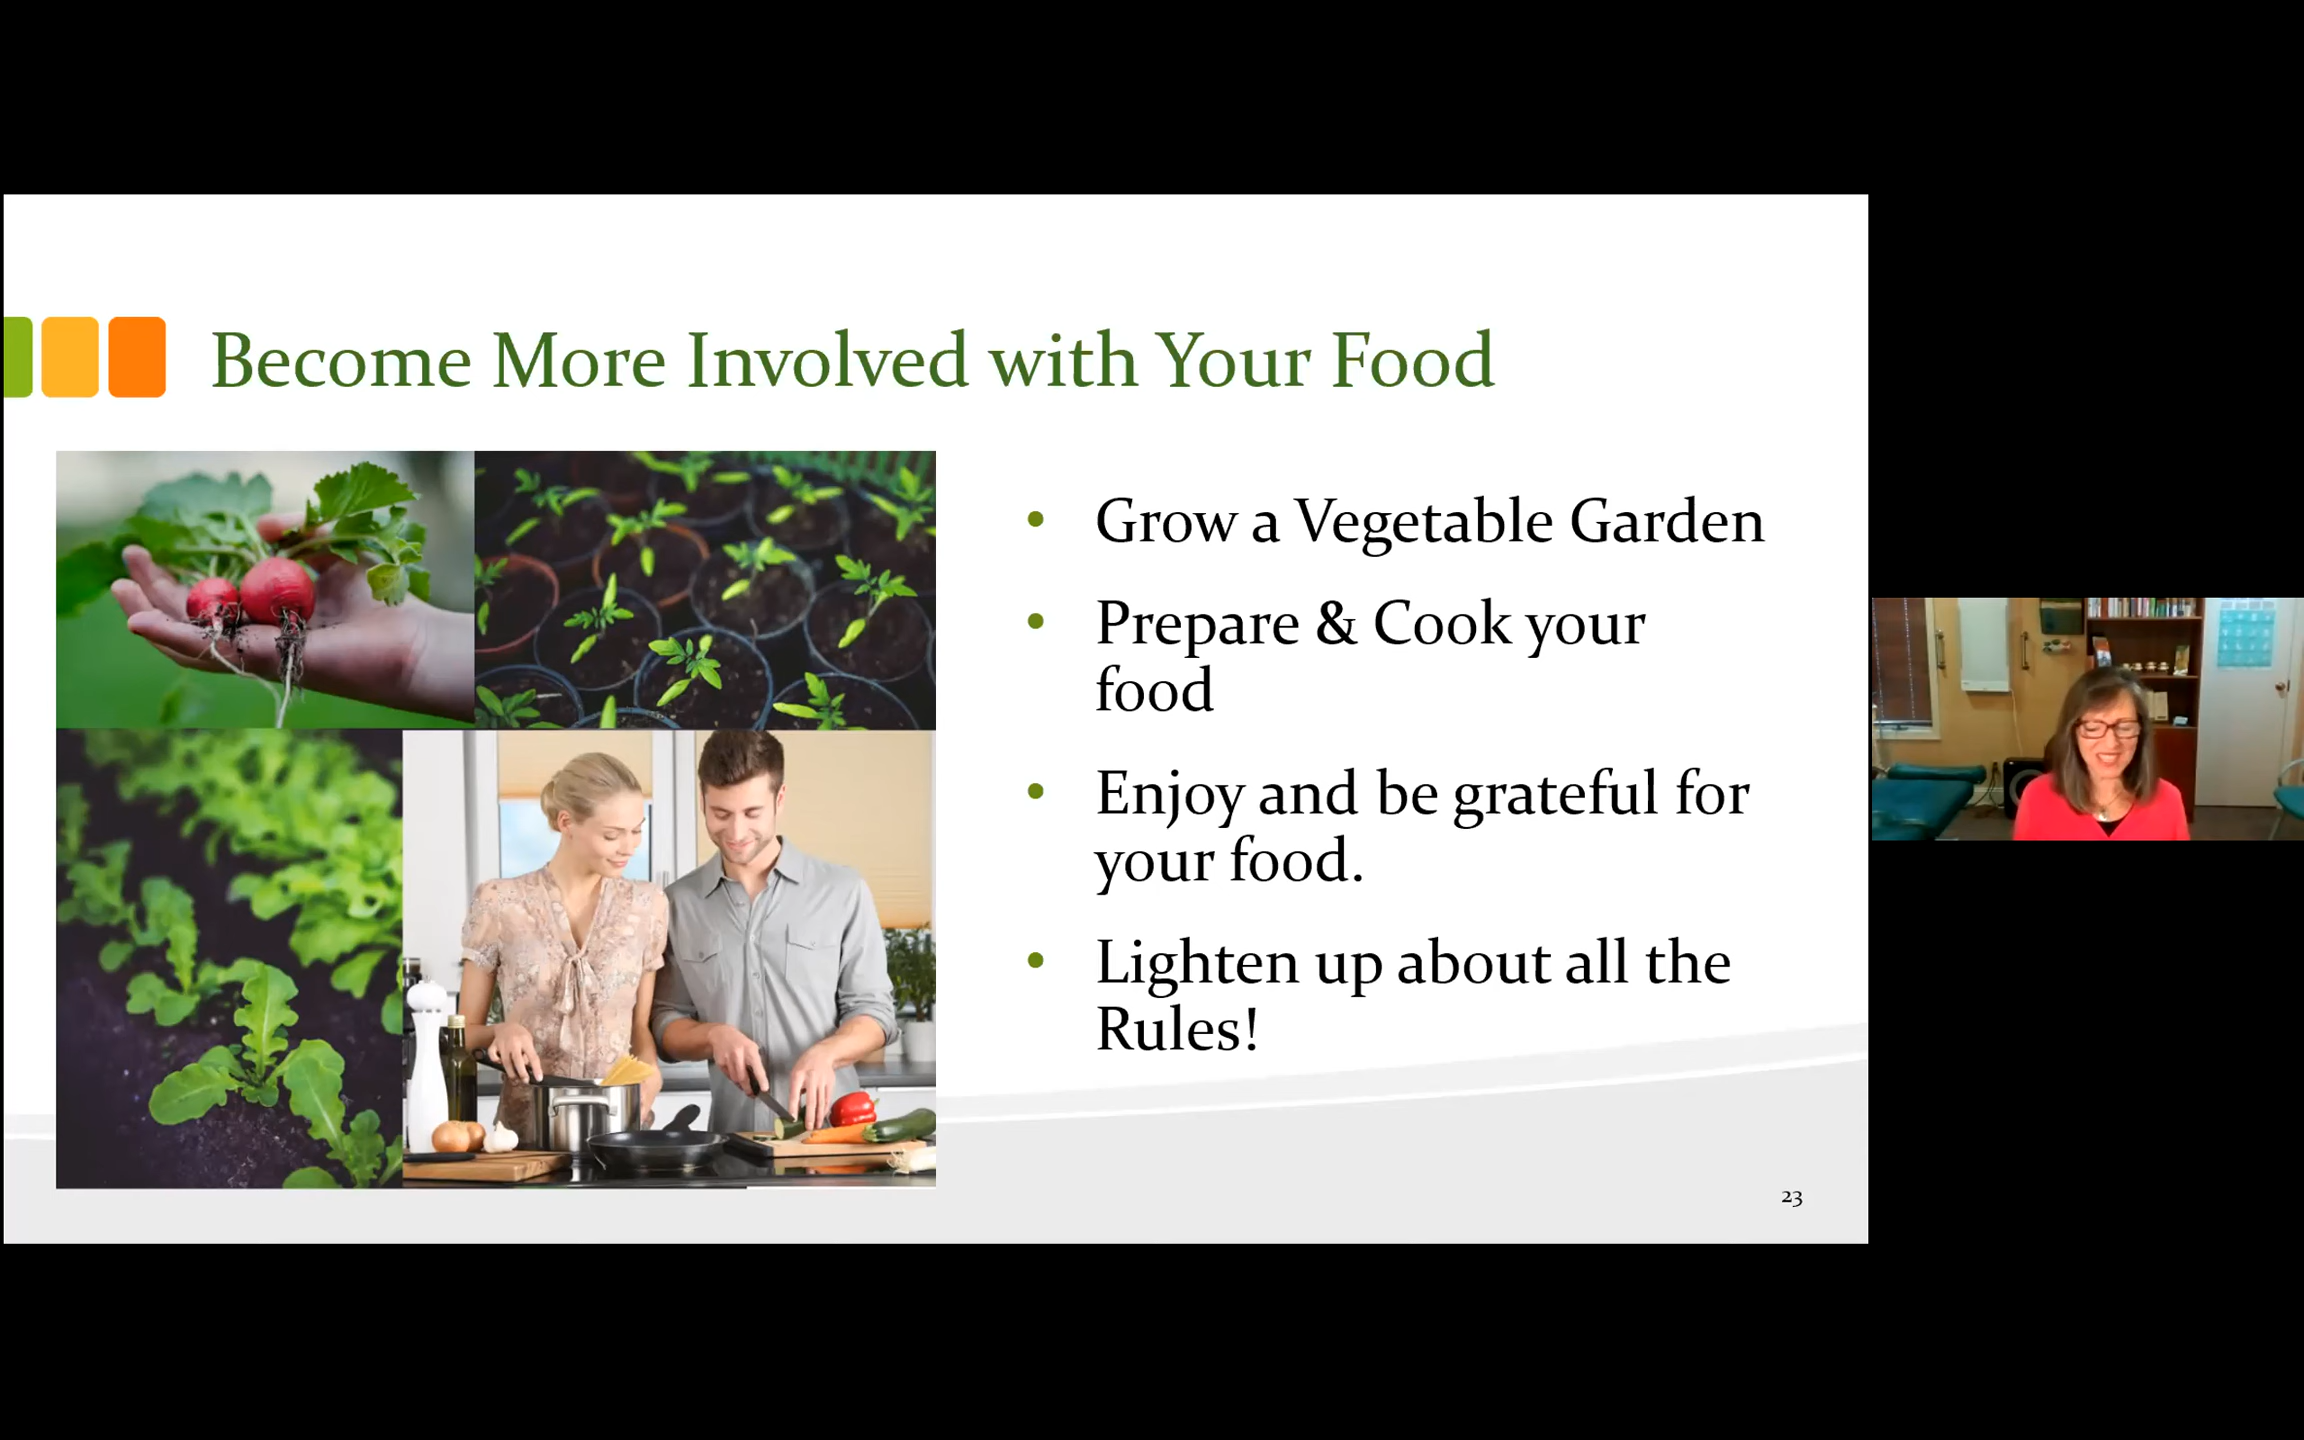 Become More Involved with Your Food
• Grow a Vegetable Garden
• Prepare & Cook your
food
• Enjoy and be grateful for
your food.
• Lighten up about all the
Rules!
23